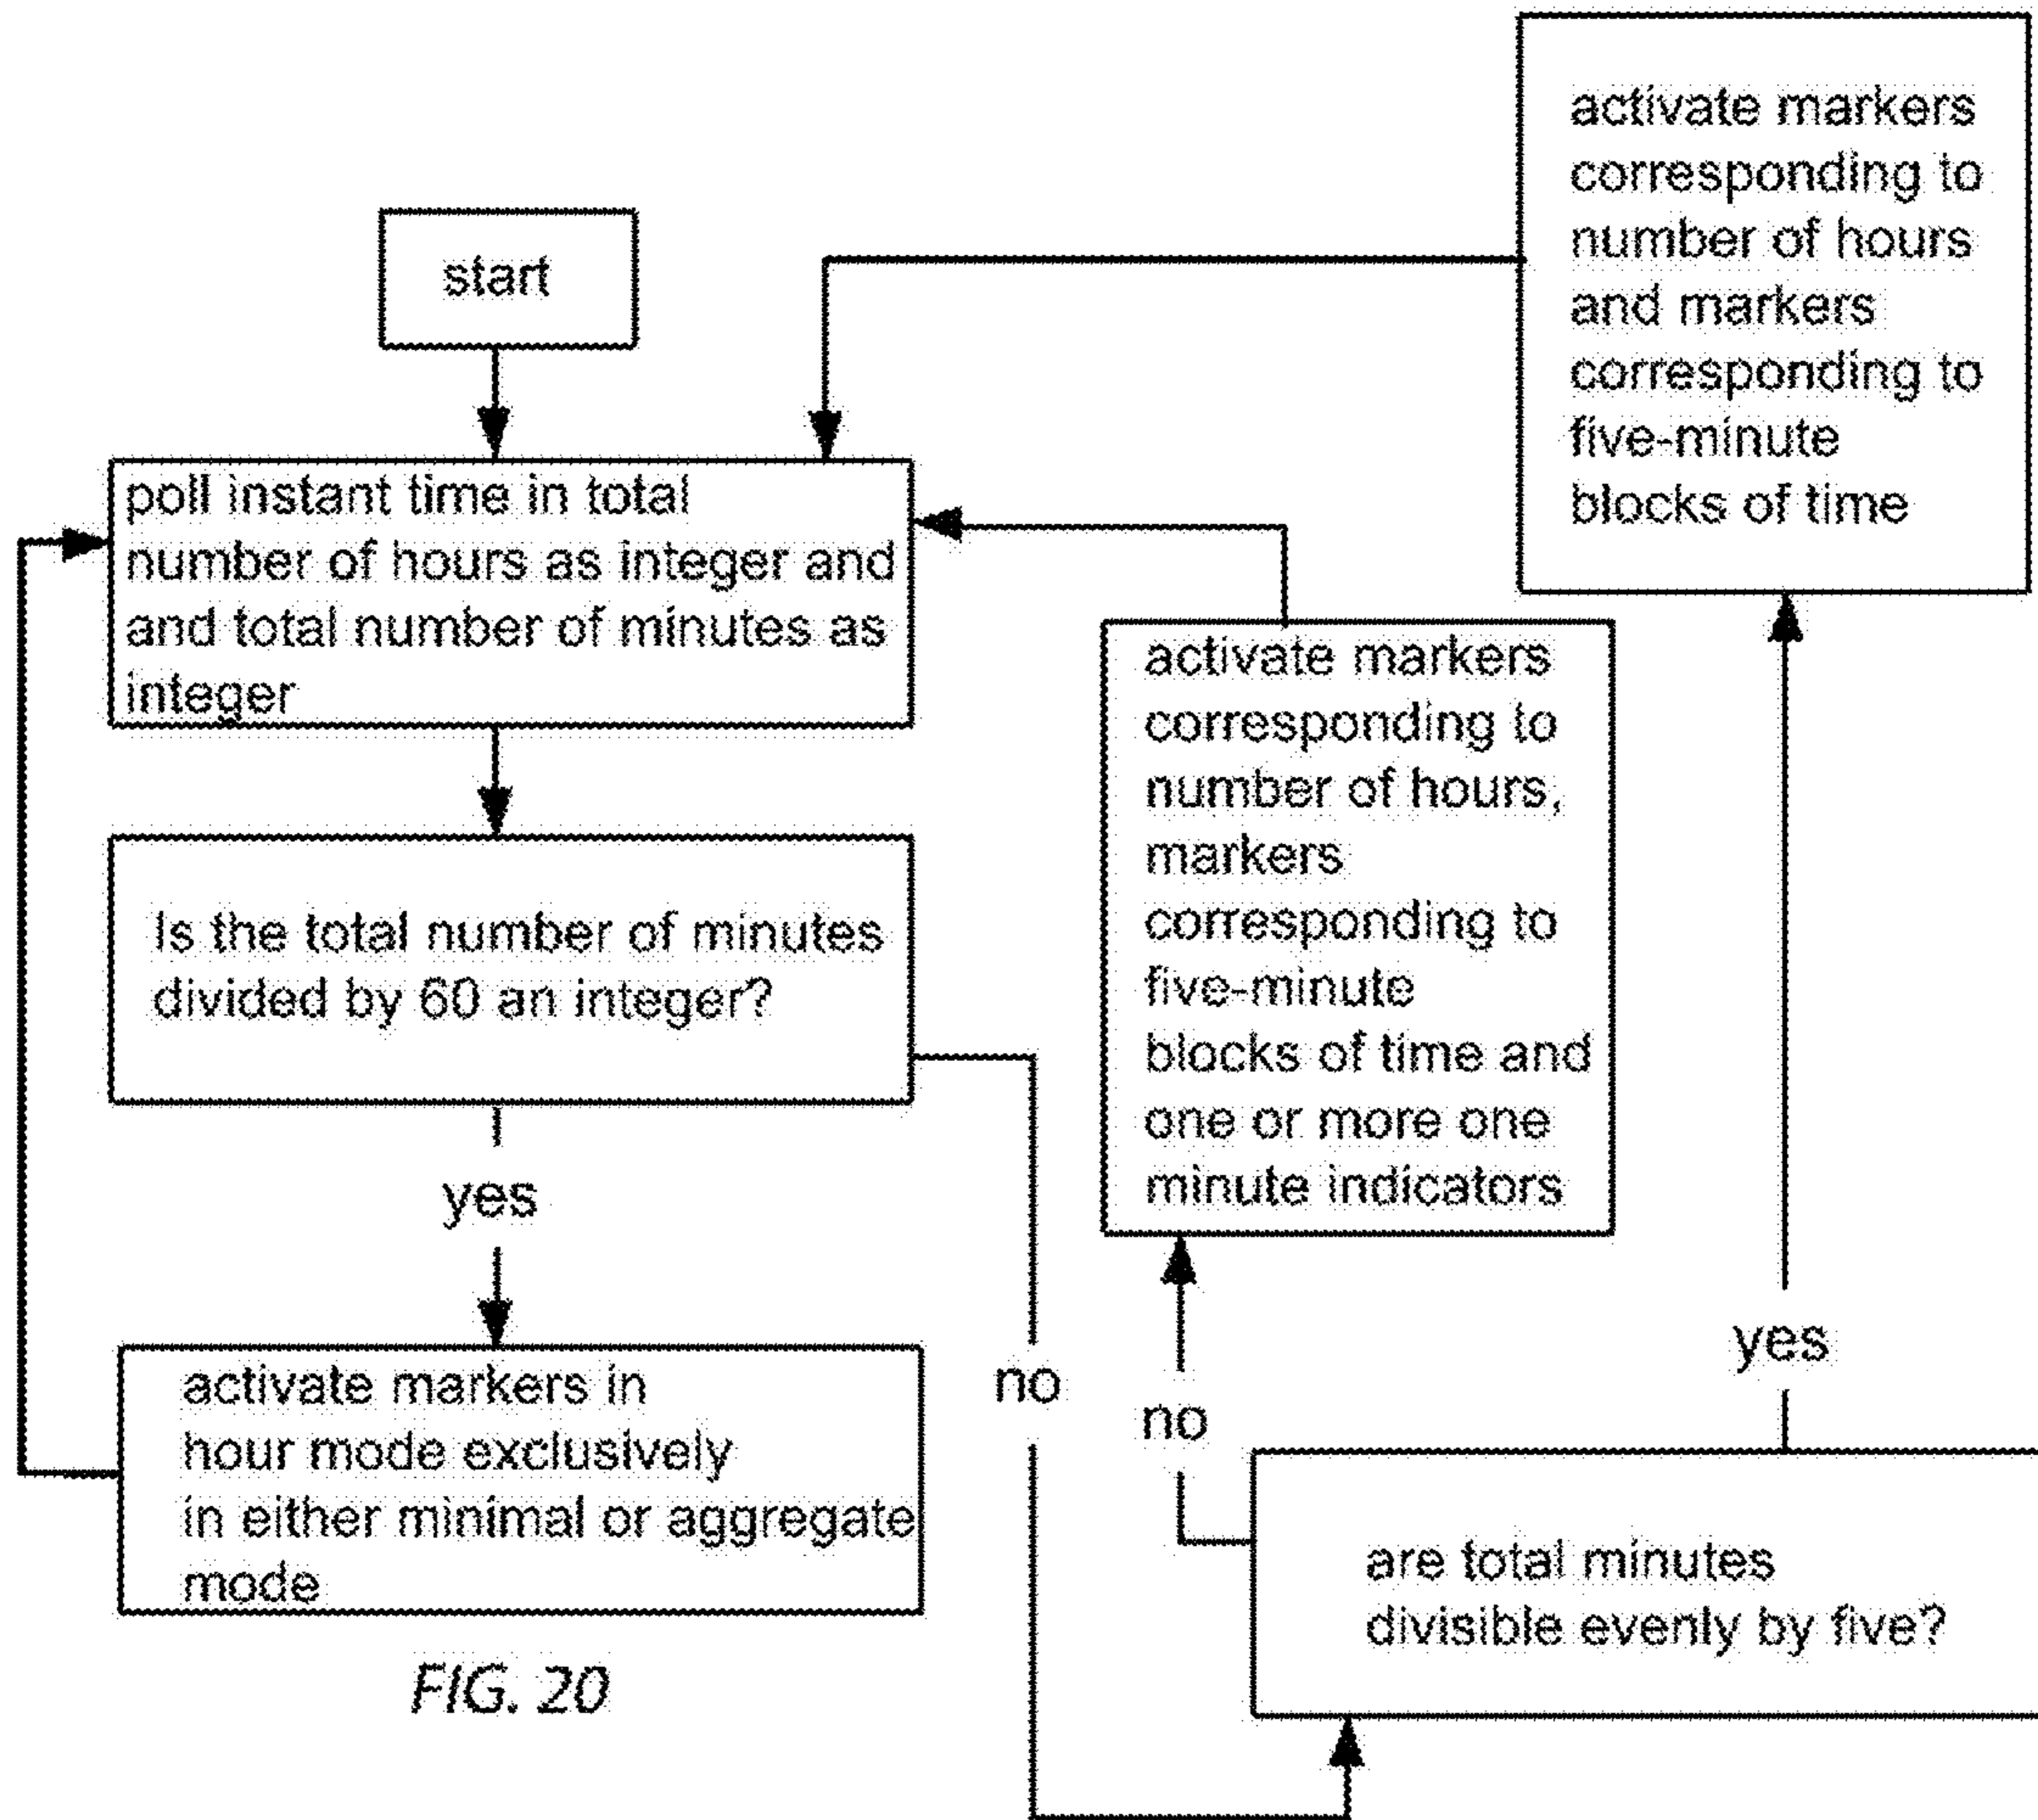 start
poll instant time in total
number of hours as integer and
and total number of minutes as
integer
Is the total number of minutes
divided by 60 an integer?
yes
activate markers in
hour mode exclusively
in either minimal or aggregate
mode
no
are total minutes
divisible evenly by five?
no
activate markers
corresponding to
number of hours,
markers
corresponding to
five-minute
blocks of time and
one or more one
minute indicators
yes
activate markers
corresponding to
number of hours
and markers
corresponding to
five-minute
blocks of time
FIG. 20